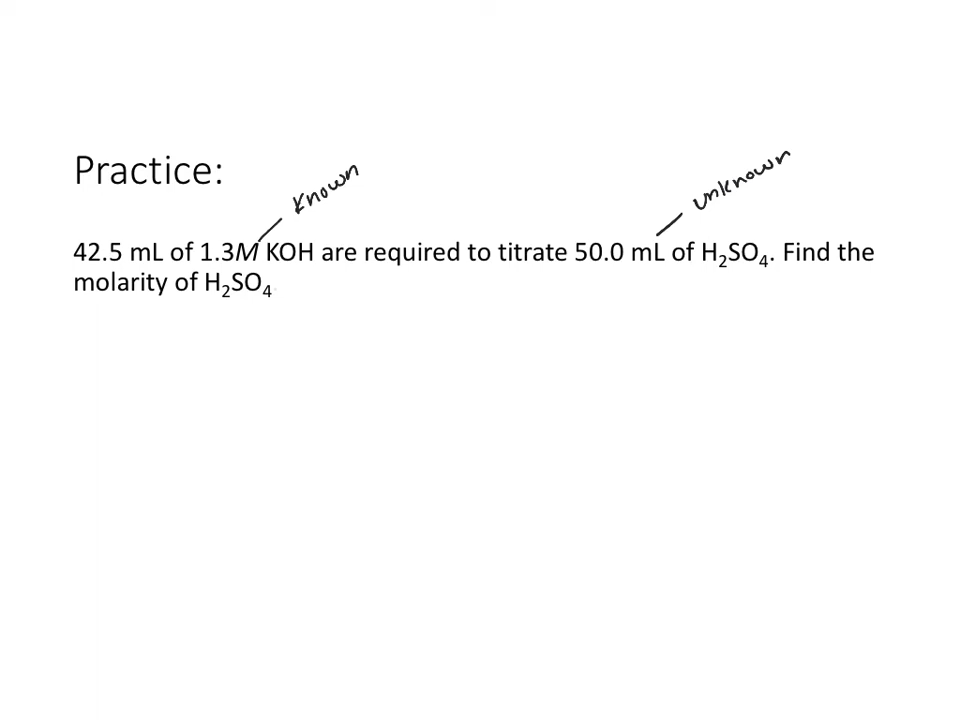 Practice:
Known
unknown
42.5 mL of 1.3M KOH are required to titrate 50.0 mL of H₂SO₄. Find the
molarity of H₂SO₄